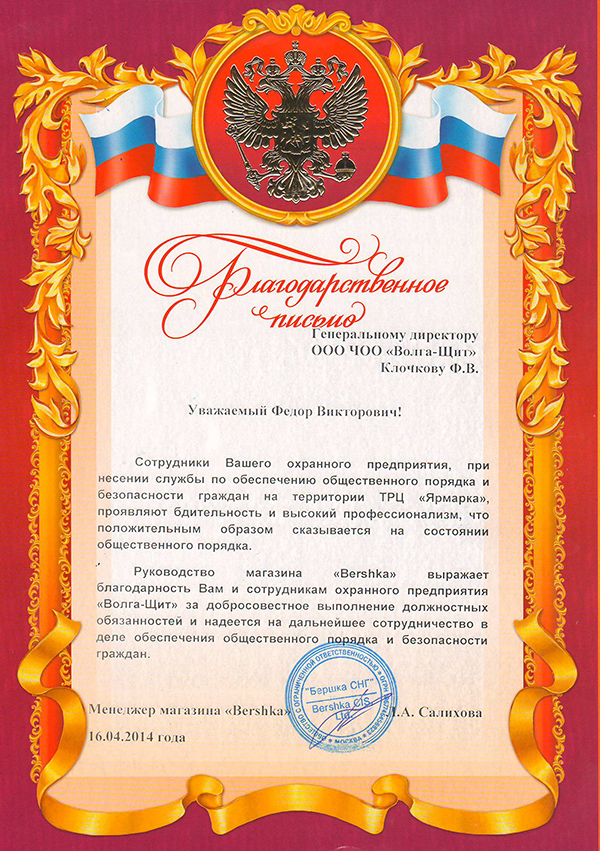 Благодарственное
письмо
Генеральному директору
ООО ЧОО «Волга-Щит»
Клочкову Ф.В.
Уважаемый Федор Викторович!
Сотрудники Вашего охранного предприятия, при
несении службы по обеспечению общественного порядка и
безопасности граждан на территории ТРЦ «Ярмарка»,
проявляют бдительность и высокий профессионализм, что
положительным образом сказывается на состоянии
общественного порядка.
Руководство магазина «Bershka» выражает
благодарность Вам и сотрудникам охранного предприятия
«Волга-Щит» за добросовестное выполнение должностных
обязанностей и надеется на дальнейшее сотрудничество в
деле обеспечения общественного порядка и безопасности
граждан.
ОБЩЕСТВО С ОГРАНИЧЕННОЙ ОТВЕТСТВЕННОСТЬЮ
"Бершка СНГ"
Bershka CIS
Ltd.
МОСКВА
Менеджер магазина «Bershka» Салихова
16.04.2014 года